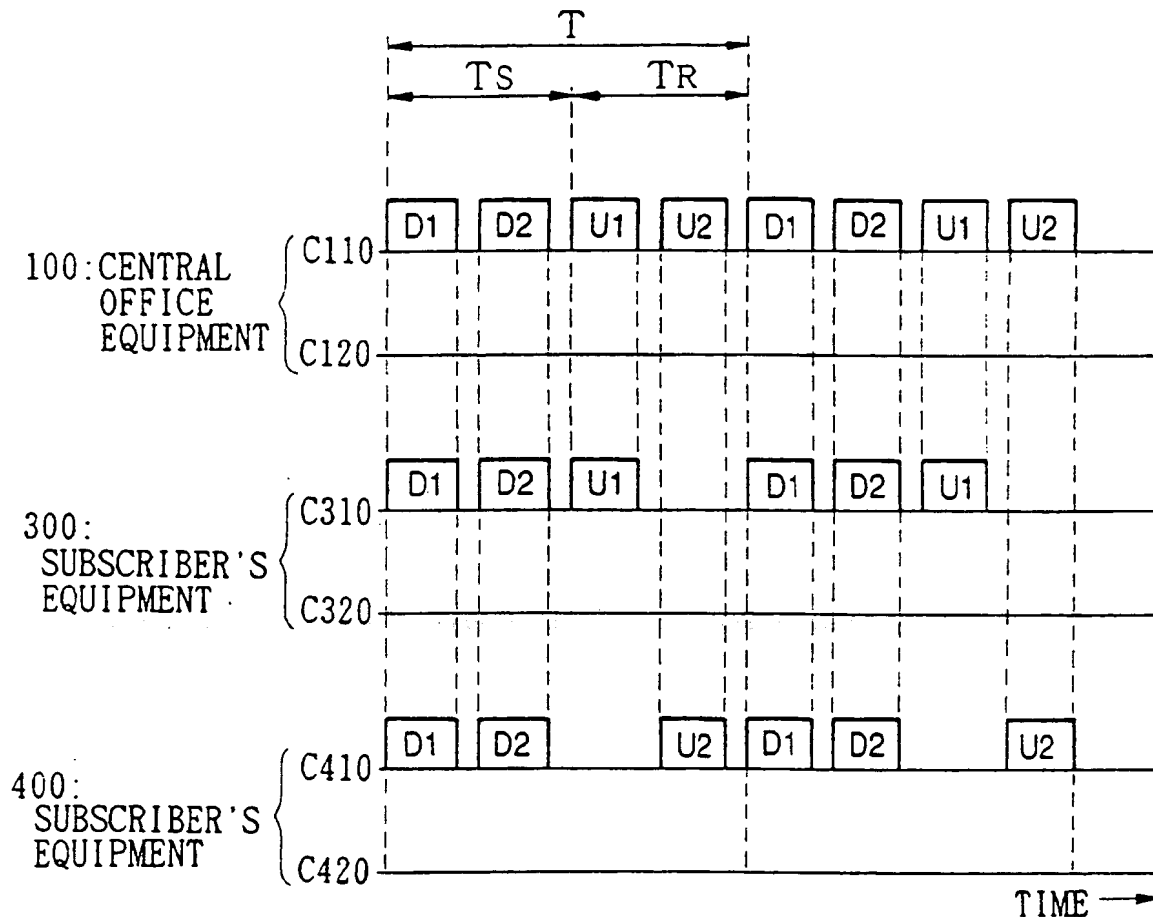 T
TS TR
D1 D2 U1 U2 D1 D2 U1 U2
C110
100:CENTRAL
OFFICE
EQUIPMENT
C120
D1 D2 U1 D1 D2 U1
C310
300:
SUBSCRIBER'S
EQUIPMENT
C320
D1 D2 U2 D1 D2 U2
C410
400:
SUBSCRIBER'S
EQUIPMENT
C420
TIME